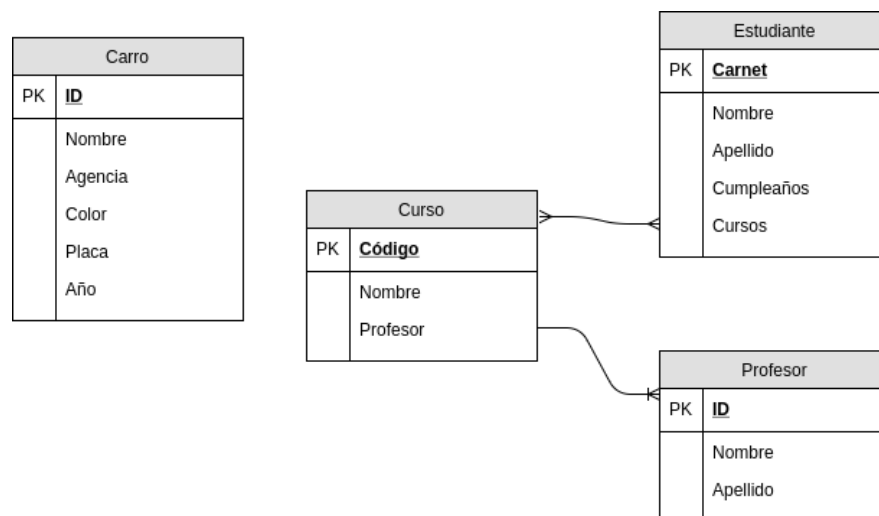 Carro
PK ID
Nombre
Agencia
Color
Placa
Año
Curso
PK Código
Nombre
Profesor
Estudiante
PK Carnet
Nombre
Apellido
Cumpleaños
Cursos
Profesor
PK ID
Nombre
Apellido